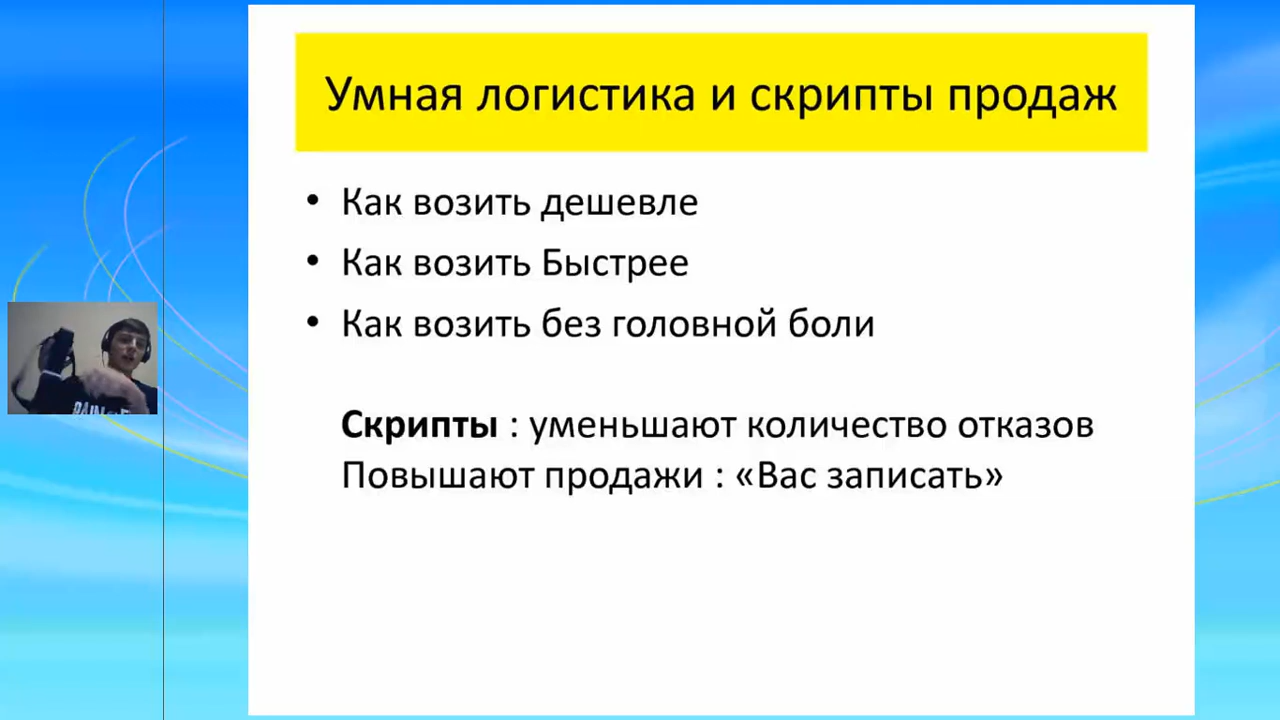 Умная логистика и скрипты продаж
• Как возить дешевле
• Как возить Быстрее
• Как возить без головной боли
Скрипты : уменьшают количество отказов
Повышают продажи : «Вас записать»